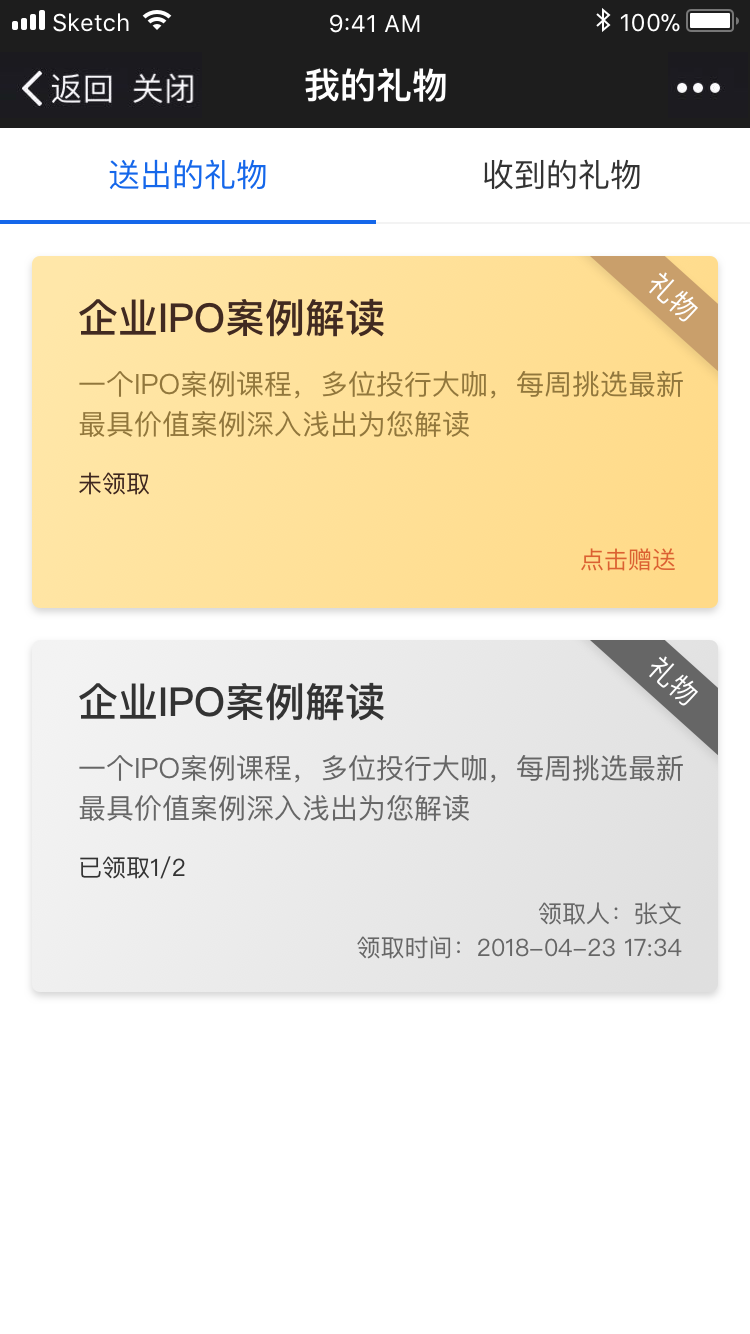 Sketch 9:41 AM 100%
返回 关闭 我的礼物
送出的礼物 收到的礼物
礼物
企业IPO案例解读
一个IPO案例课程，多位投行大咖，每周挑选最新
最具价值案例深入浅出为您解读
未领取
点击赠送
礼物
企业IPO案例解读
一个IPO案例课程，多位投行大咖，每周挑选最新
最具价值案例深入浅出为您解读
已领取1/2
领取人：张文
领取时间：2018-04-23 17:34